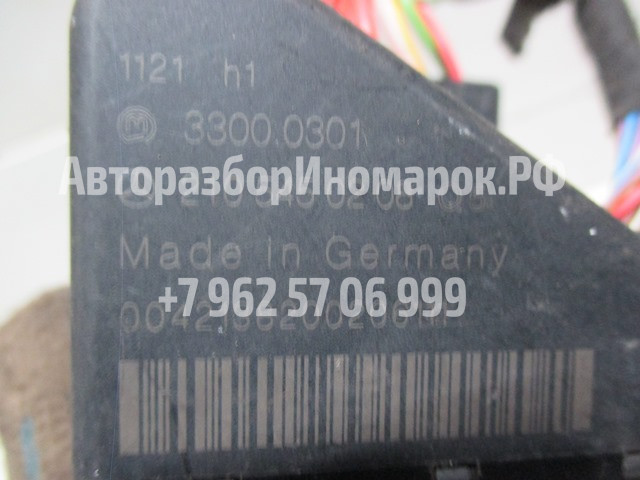 1121 h1
3300.0301
АвторазборИномарок.РФ
Made in Germany
+7 962 57 06 999